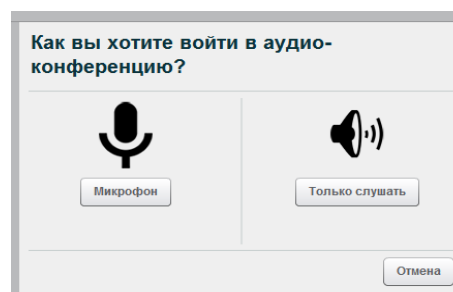 Как вы хотите войти в аудио-
конференцию?
Микрофон
Только слушать
Отмена